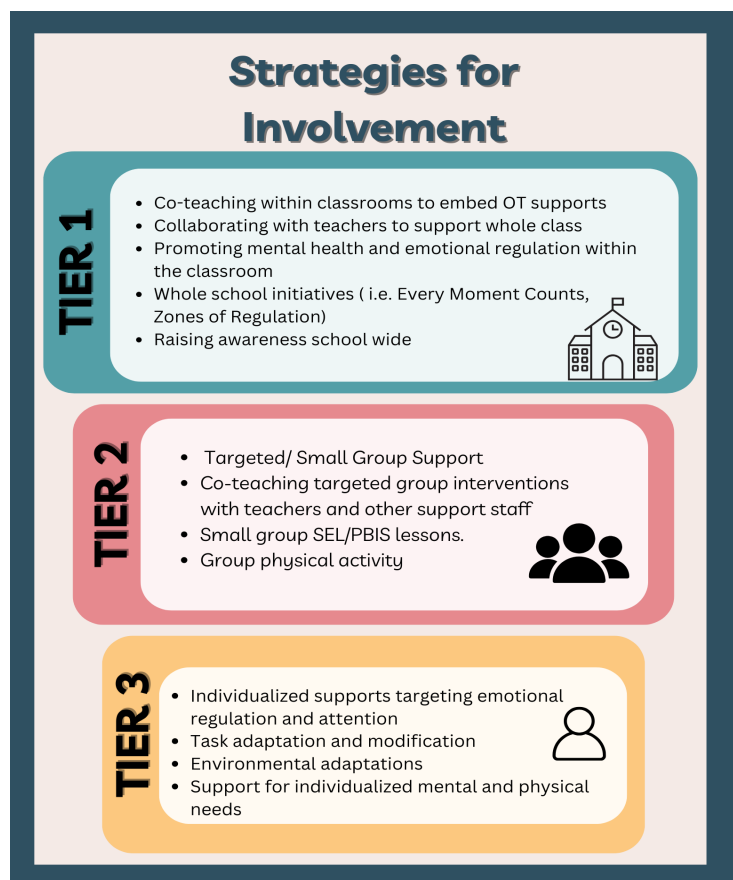 Strategies for
Involvement
TIER 1
• Co-teaching within classrooms to embed OT supports
• Collaborating with teachers to support whole class
• Promoting mental health and emotional regulation within
the classroom
• Whole school initiatives ( i.e. Every Moment Counts,
Zones of Regulation)
• Raising awareness school wide
TIER 2
• Targeted/ Small Group Support
• Co-teaching targeted group interventions
with teachers and other support staff
• Small group SEL/PBIS lessons.
• Group physical activity
TIER 3
• Individualized supports targeting emotional
regulation and attention
• Task adaptation and modification
• Environmental adaptations
• Support for individualized mental and physical
needs